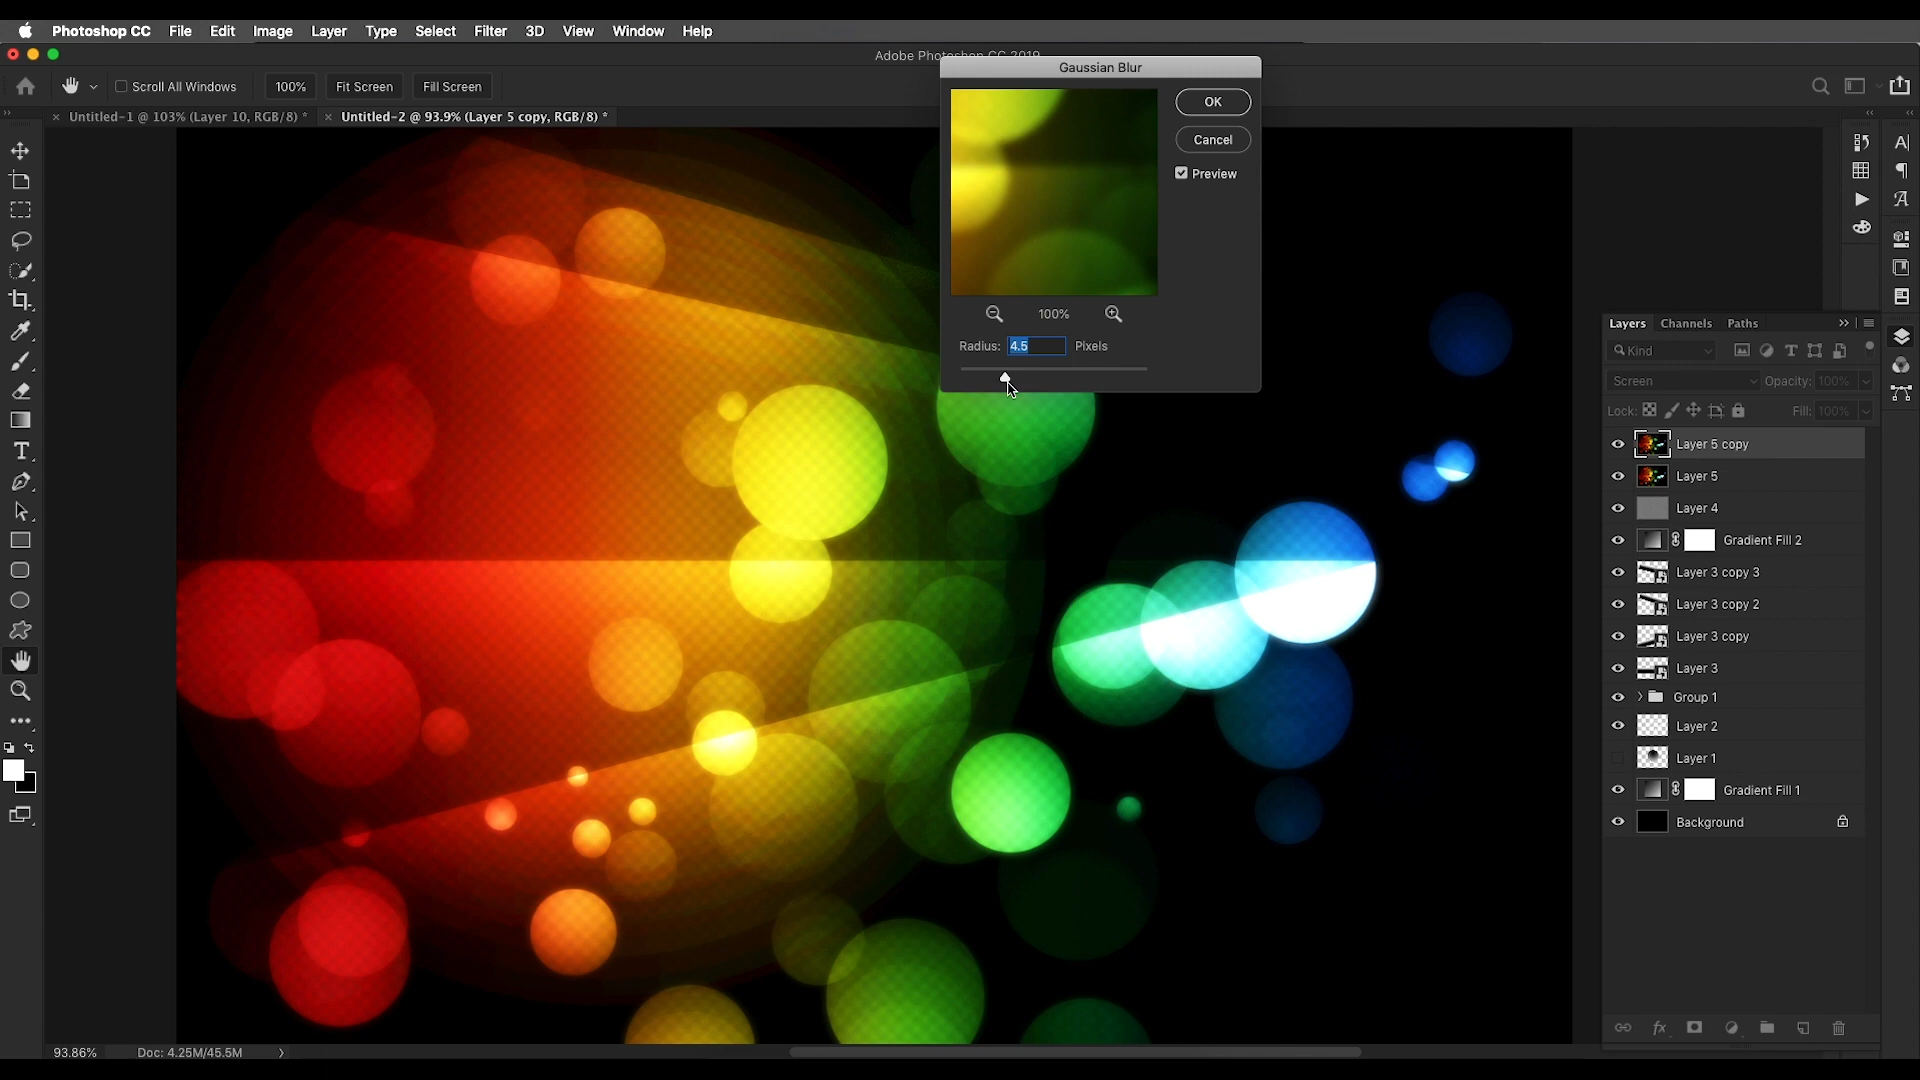 Photoshop CC File Edit Image Layer Type Select Filter 3D View Window Help
Adobe Photoshop CC 2019
Scroll All Windows 100% Fit Screen Fill Screen
Untitled-1 @ 103% (Layer 10, RGB/8) * Untitled-2 @ 93.9% (Layer 5 copy, RGB/8) *
Gaussian Blur
OK
Cancel
Preview
100%
Radius: 4.5 Pixels
Layers Channels Paths
Kind
Screen Opacity: 100%
Lock: Fill: 100%
Layer 5 copy
Layer 5
Layer 4
Gradient Fill 2
Layer 3 copy 3
Layer 3 copy 2
Layer 3 copy
Layer 3
Group 1
Layer 2
Layer 1
Gradient Fill 1
Background
93.86% Doc: 4.25M/45.5M